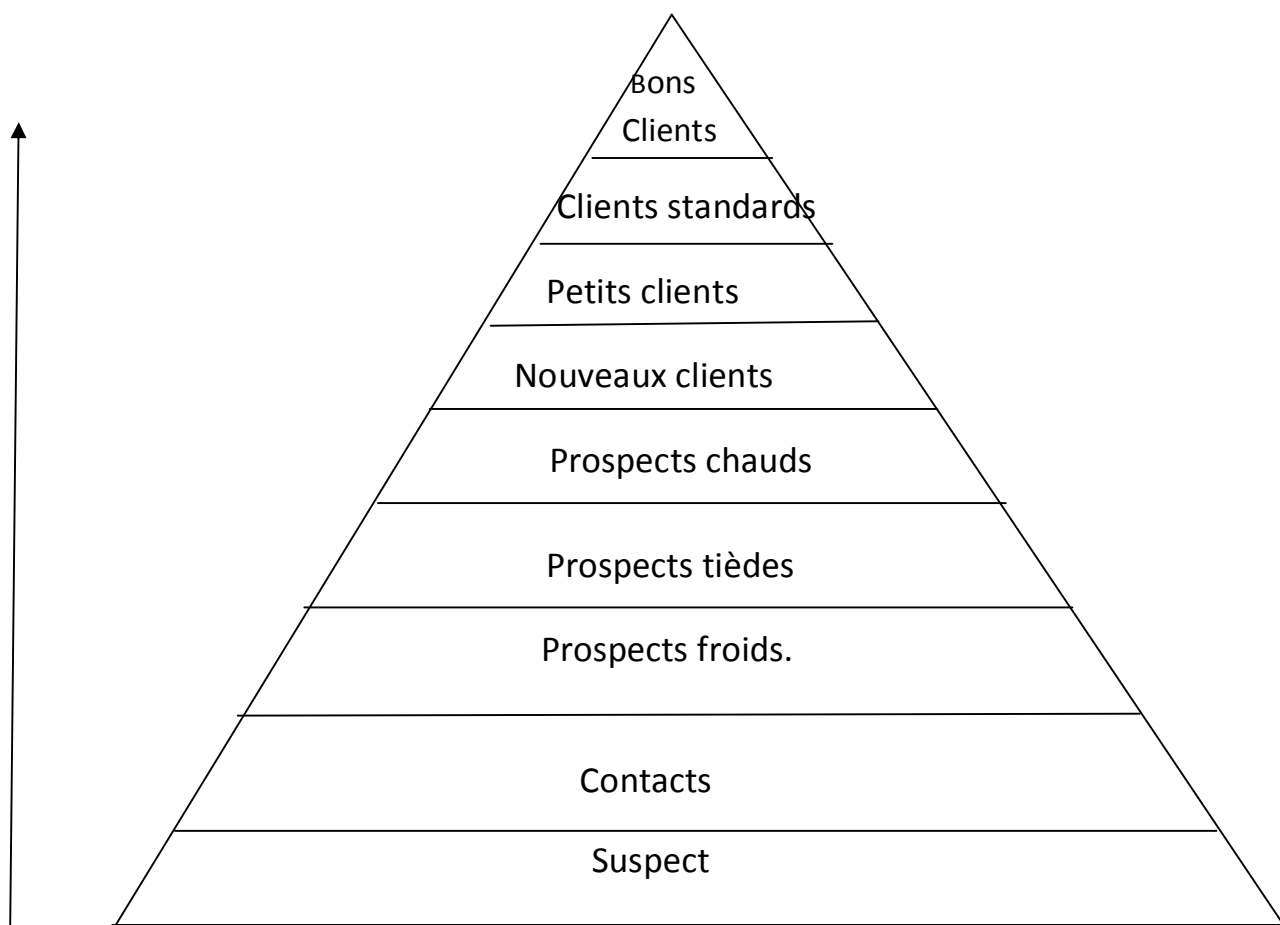 Bons
Clients
Clients standards
Petits clients
Nouveaux clients
Prospects chauds
Prospects tièdes
Prospects froids.
Contacts
Suspect